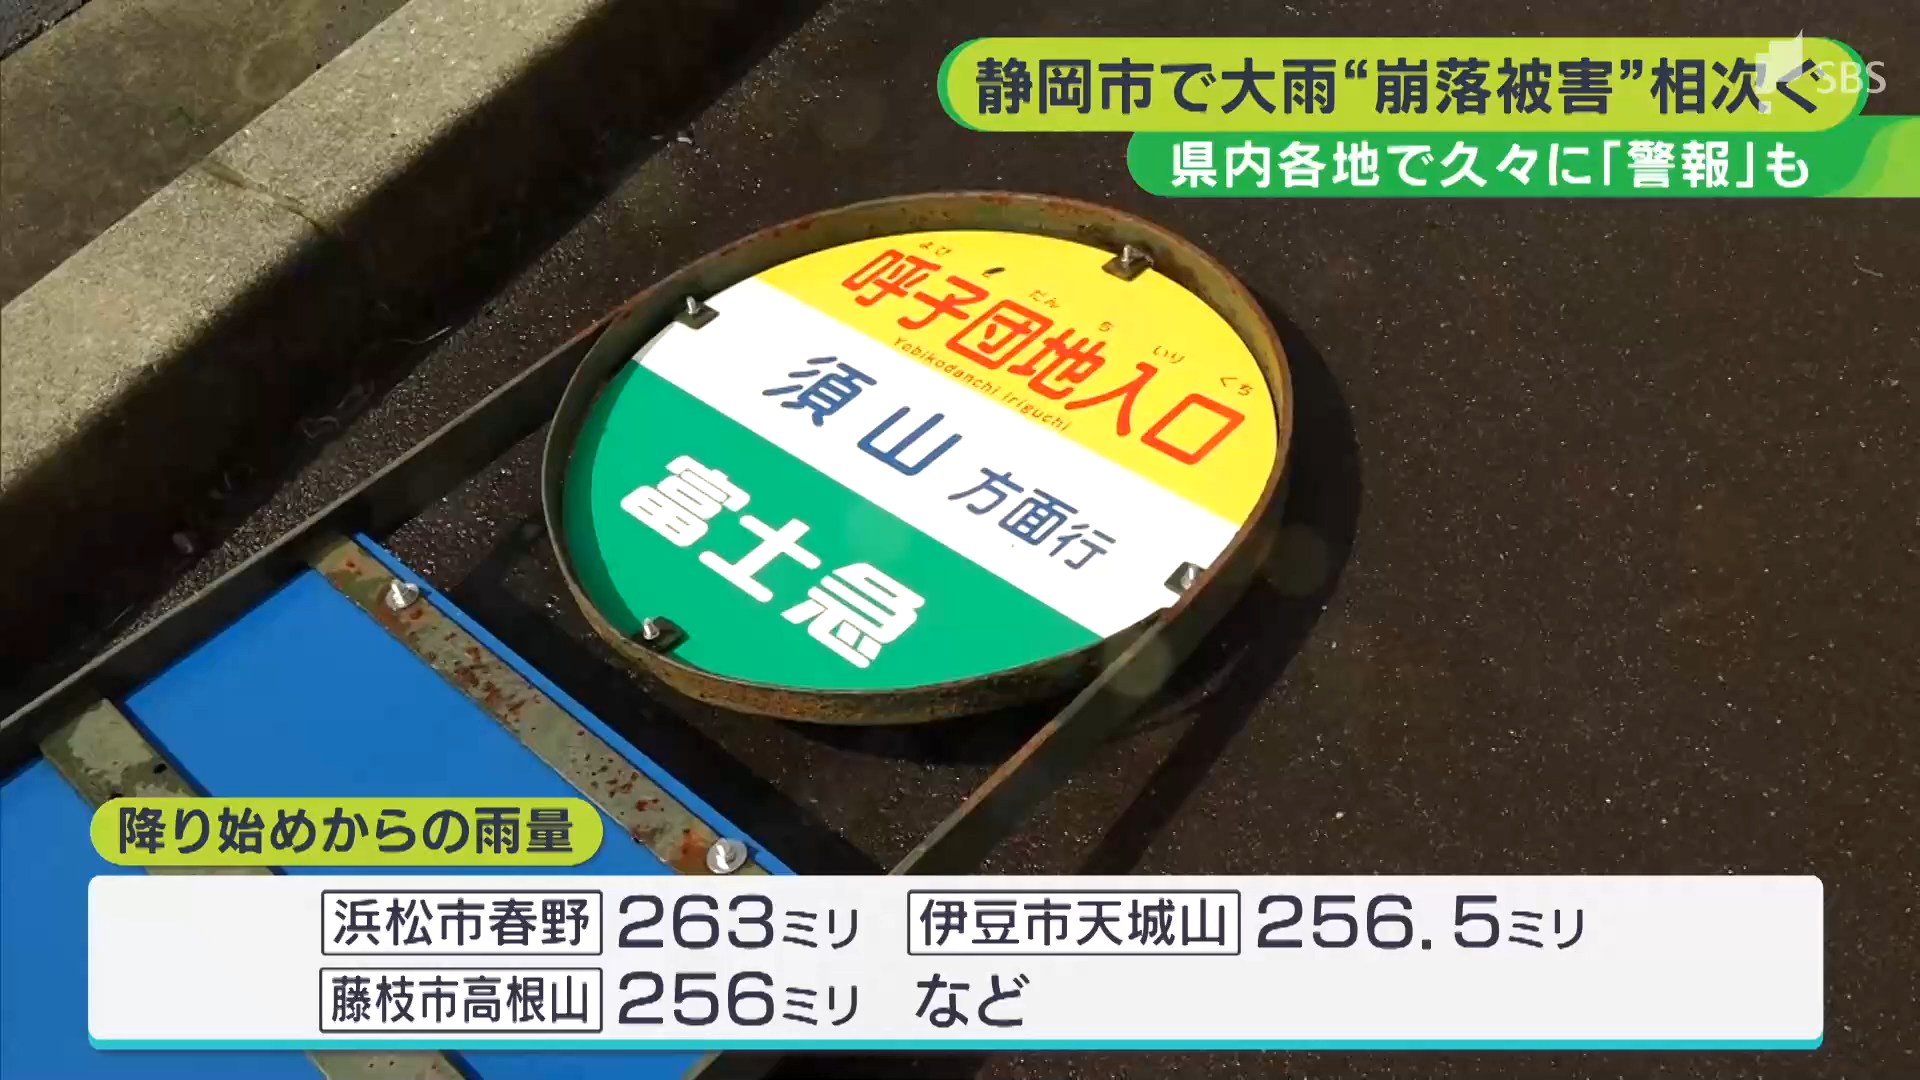 静岡市で大雨“崩落被害”相次ぐ
SBS
県内各地で久々に「警報」も
よびこだんちいりくち
呼子団地入口
Yobikodanchi Iriguchi
須山方面行
富士急
降り始めからの雨量
浜松市春野 263ミリ 伊豆市天城山 256.5ミリ
藤枝市高根山 256ミリ など